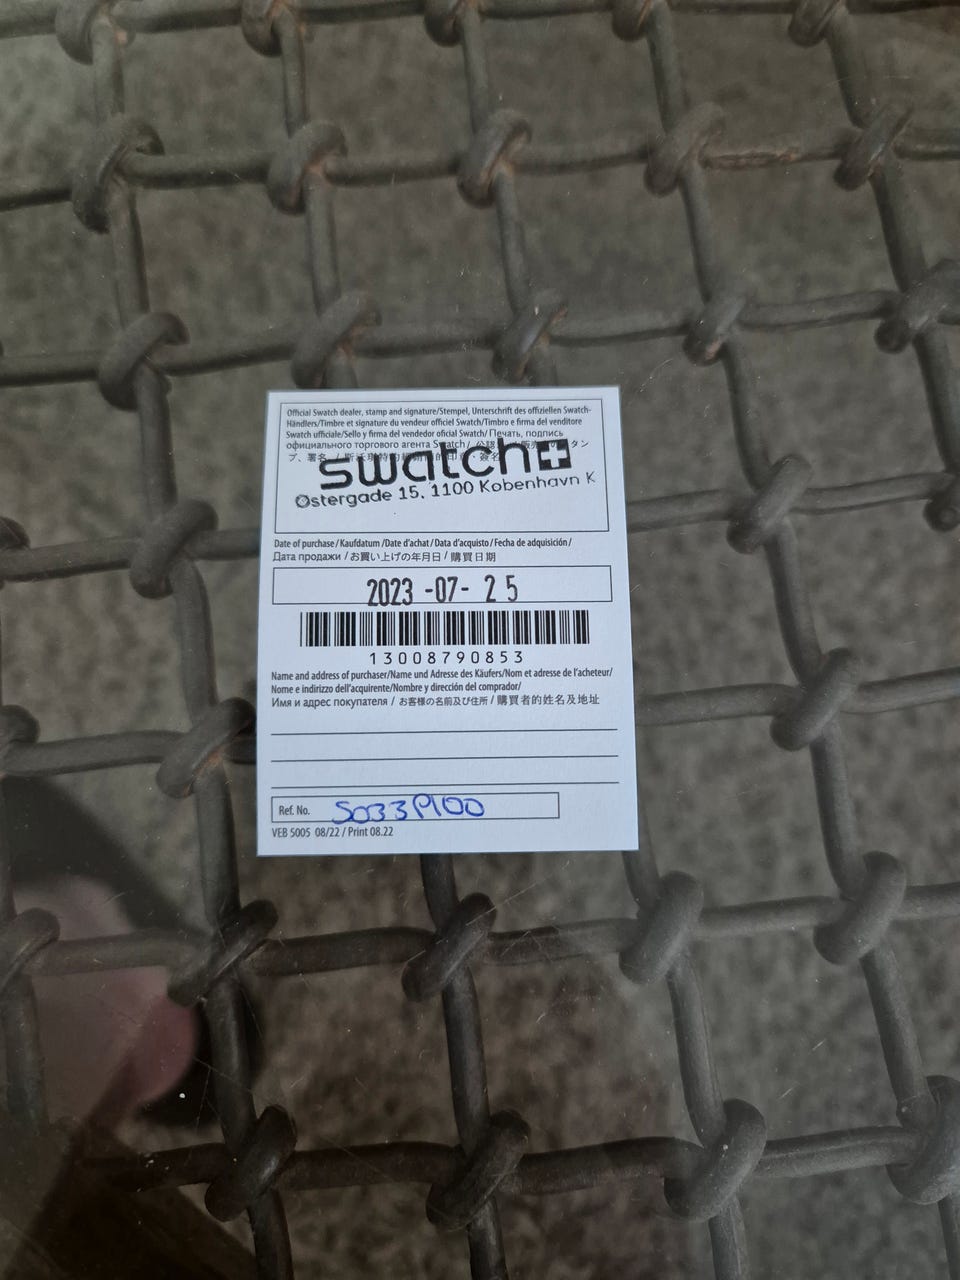 Official Swatch dealer, stamp and signature/Stempel, Unterschrift des offiziellen Swatch-
Händlers/Timbre et signature du vendeur officiel Swatch/Timbro e firma del venditore
Swatch ufficiale/Sello y firma del vendedor oficial Swatch/ Печать, подпись
официального торгового агента Swatch /
プ、署名 /
swatch
Østergade 15, 1100 Kobenhavn K
Date of purchase/Kaufdatum /Date d'achat/Data d'acquisto/Fecha de adquisición/
Дата продажи / お買い上げの年月日 / 購買日期
2023 -07- 25
13008790853
Name and address of purchaser/Name und Adresse des Käufers/Nom et adresse de l'acheteur/
Nome e indirizzo dell'acquirente/Nombre y dirección del comprador/
Имя и адрес покупателя / お客様の名前及び住所 / 購買者的姓名及地址
Ref. No. SO33P100
VEB 5005 08/22 / Print 08.22